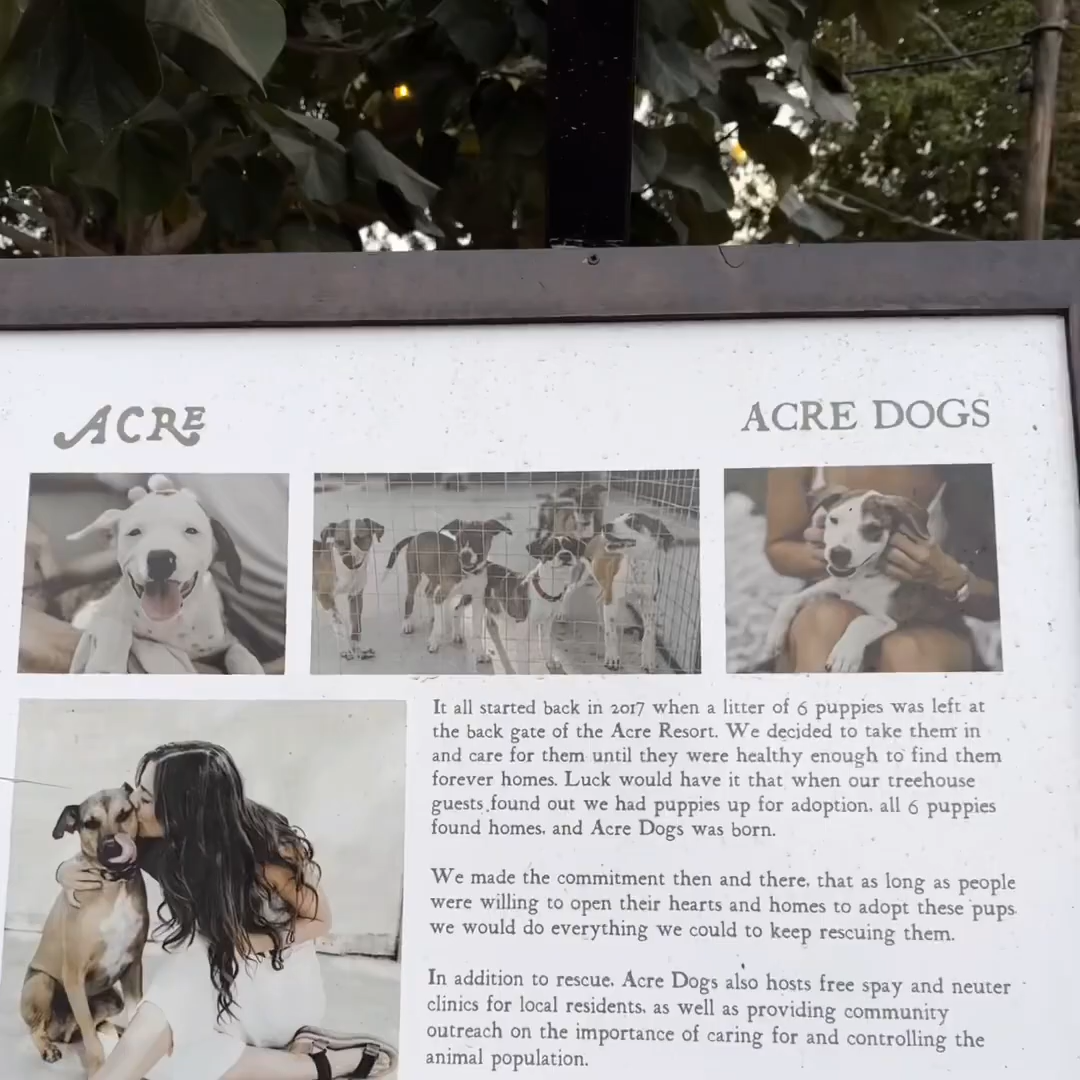 ACRE
ACRE DOGS
It all started back in 2017 when a litter of 6 puppies was left at
the back gate of the Acre Resort. We decided to take them in
and care for them until they were healthy enough to find them
forever homes. Luck would have it that when our treehouse
guests found out we had puppies up for adoption, all 6 puppies
found homes, and Acre Dogs was born.
We made the commitment then and there, that as long as people
were willing to open their hearts and homes to adopt these pups
we would do everything we could to keep rescuing them.
In addition to rescue, Acre Dogs also hosts free spay and neuter
clinics for local residents, as well as providing community
outreach on the importance of caring for and controlling the
animal population.